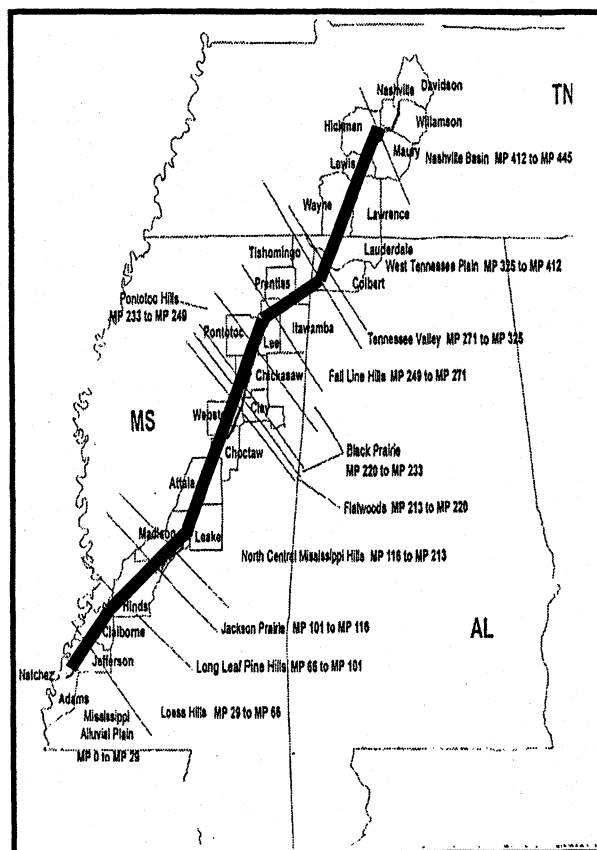 Davidson
Nashville
TN
Hickman
Williamson
Maury
Nashville Basin MP 412 to MP 445
Lewis
Wayne
Lawrence
Lauderdale
Tishomingo
West Tennessee Plain MP 325 to MP 412
Colbert
Prentiss
Pontotoc Hills
MP 233 to MP 249
Itawamba
Pontotoc
Lee
Tennessee Valley MP 271 to MP 325
Chickasaw
Fall Line Hills MP 249 to MP 271
MS
Clay
Choctaw
Black Prairie
MP 220 to MP 233
Attala
Flatwoods MP 213 to MP 220
Madison
Leake
North Central Mississippi Hills MP 116 to MP 213
Hinds
Jackson Prairie MP 101 to MP 116
AL
Claiborne
Jefferson
Long Leaf Pine Hills MP 66 to MP 101
Natchez
Adams
Loess Hills MP 29 to MP 66
Mississippi
Alluvial Plain
MP 0 to MP 29